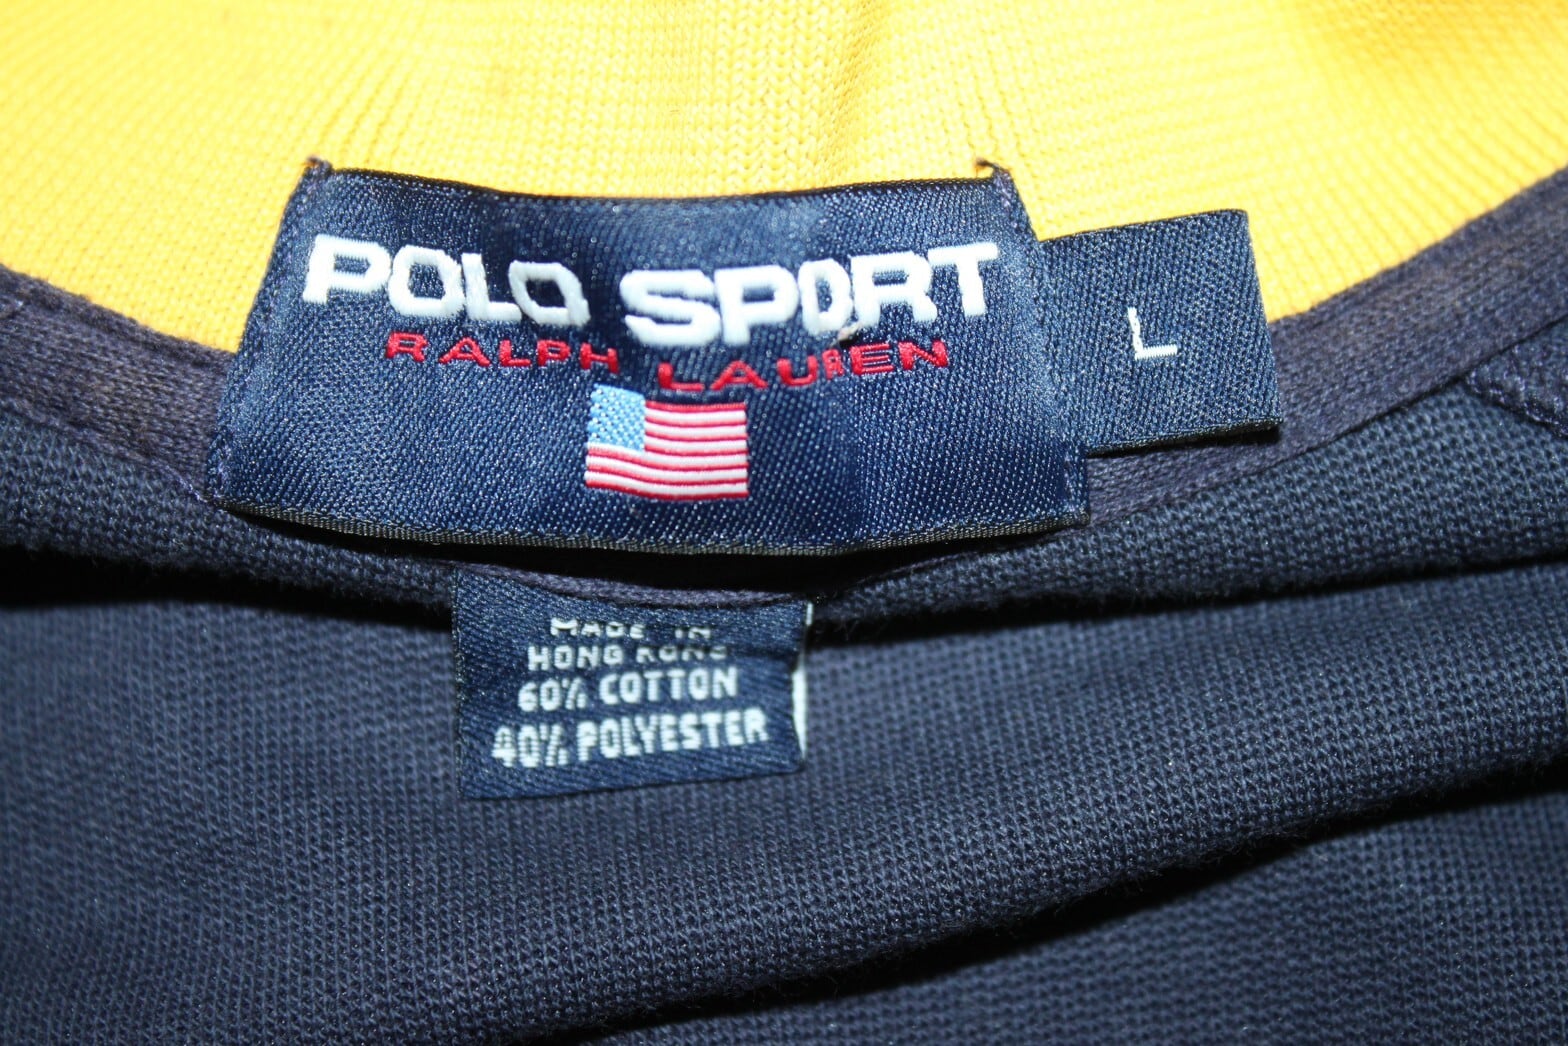 POLO SPORT
RALPH LAUREN
L
MADE IN
HONG KONG
60% COTTON
40% POLYESTER